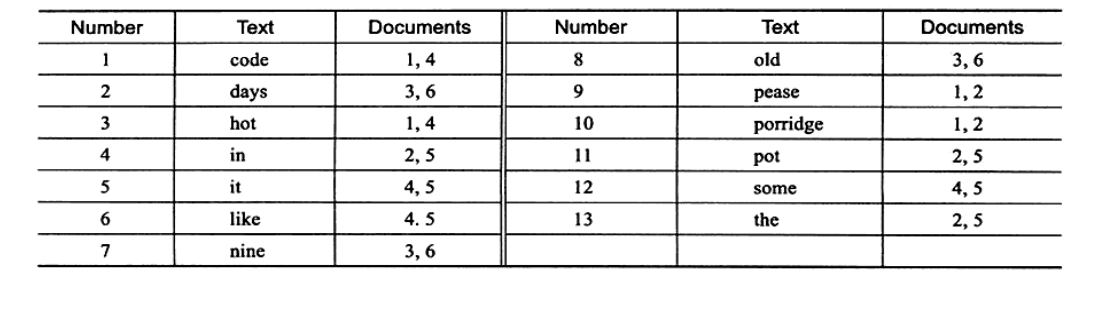 Number Text Documents Number Text Documents
1 code 1, 4 8 old 3, 6
2 days 3, 6 9 pease 1, 2
3 hot 1, 4 10 porridge 1, 2
4 in 2, 5 11 pot 2, 5
5 it 4, 5 12 some 4, 5
6 like 4. 5 13 the 2, 5
7 nine 3, 6